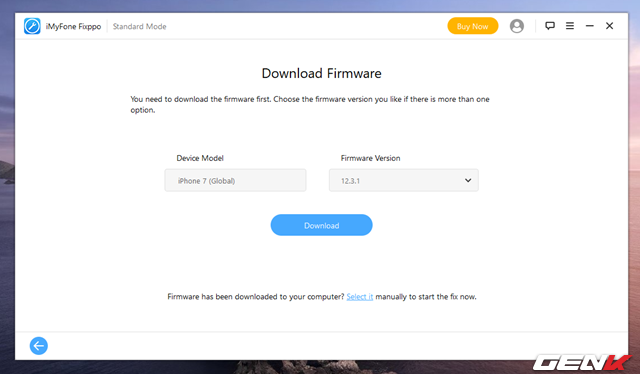 iMyFone Fixppo | Standard Mode
Buy Now
Download Firmware
You need to download the firmware first. Choose the firmware version you like if there is more than one
option.
Device Model
Firmware Version
iPhone 7 (Global)
12.3.1
Download
Firmware has been downloaded to your computer? Select it manually to start the fix now.
GENK